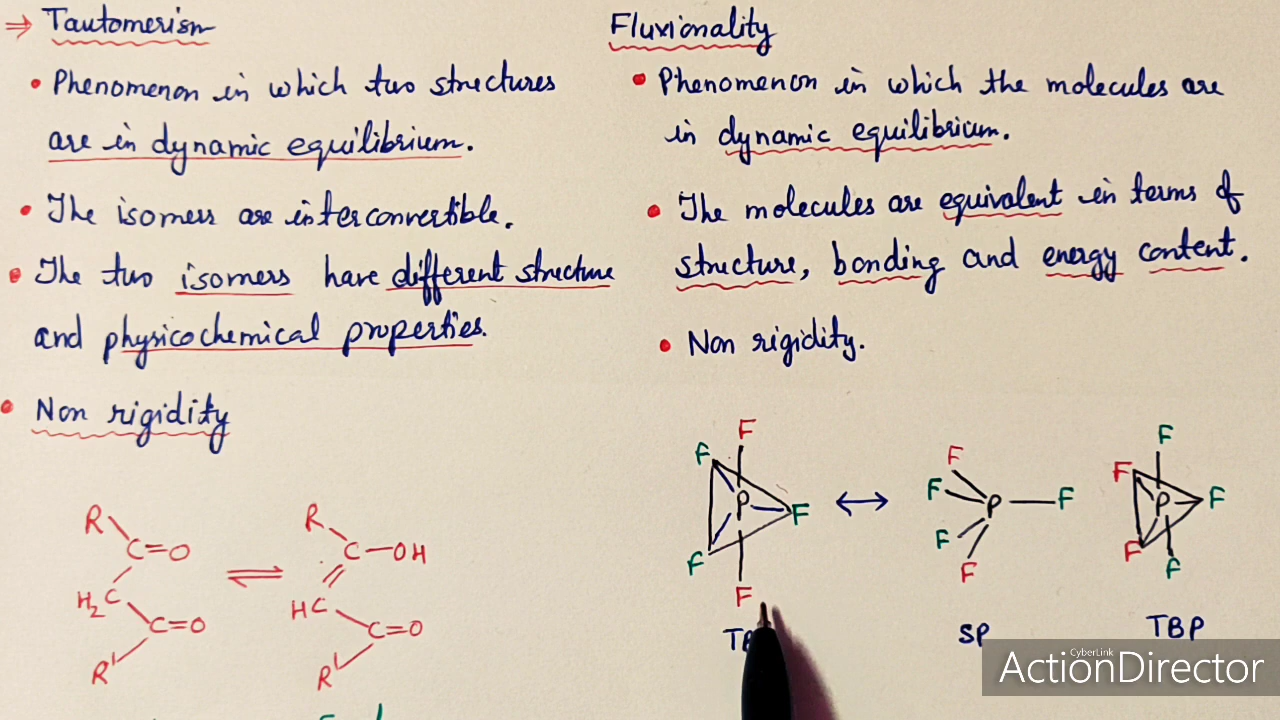 ⇒ Tautomerism
• Phenomenon in which two structures
are in dynamic equilibrium.
• The isomers are interconvertible.
• The two isomers have different structure
and physicochemical properties.
• Non rigidity
R
C=O
H₂C
C=O
R'
⇌
R
C–OH
HC
C=O
R'
Fluxionality
• Phenomenon in which the molecules are
in dynamic equilibrium.
• The molecules are equivalent in terms of
structure, bonding and energy content.
• Non rigidity.
F
F
P
F
F
F
↔
F
F
P–F
F
F
SP
F
F
P
F
F
F
TBP
CyberLink
ActionDirector